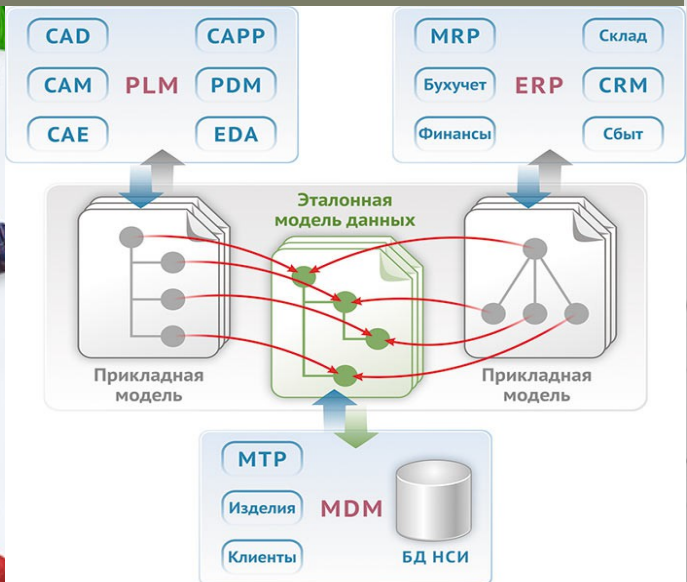 CAD
CAPP
CAM
PLM
PDM
CAE
EDA
MRP
Склад
Бухучет
ERP
CRM
Финансы
Сбыт
Эталонная
модель данных
Прикладная
модель
Прикладная
модель
МТР
Изделия
MDM
Клиенты
БД НСИ